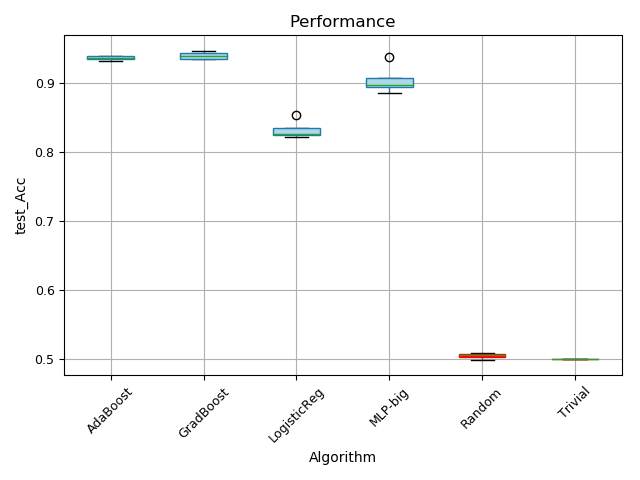 Performance
test_Acc
0.9
0.8
0.7
0.6
0.5
AdaBoost
GradBoost
LogisticReg
MLP-big
Random
Trivial
Algorithm